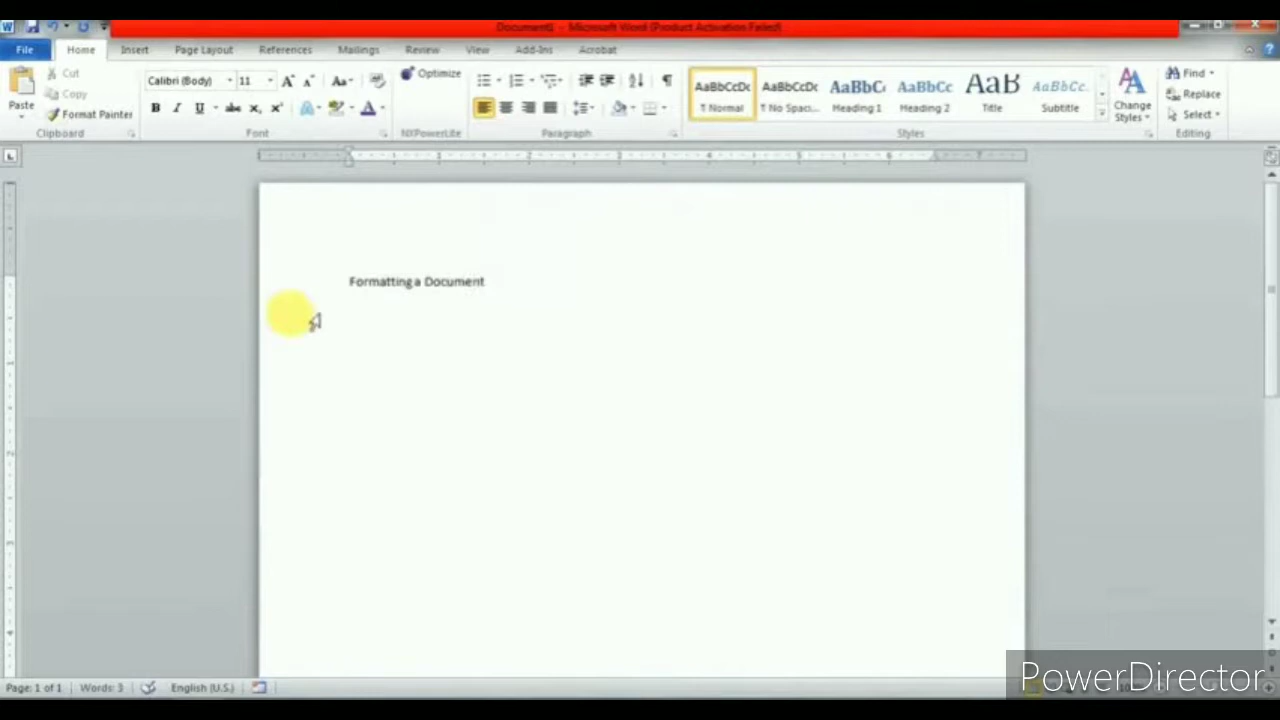 Document1 - Microsoft Word (Product Activation Failed)
File Home Insert Page Layout References Mailings Review View Add-Ins Acrobat
Paste
Cut
Copy
Format Painter
Clipboard
Calibri (Body) 11
B I U abc x, x²
Font
Optimize
NXPowerLite
Paragraph
AaBbCcDc AaBbCcDc AaBbC AaBbCc AaB AaBbCc.
¶ Normal ¶ No Spaci... Heading 1 Heading 2 Title Subtitle
Change
Styles
Styles
Find
Replace
Select
Editing
Formatting a Document
Page: 1 of 1 Words: 3 English (U.S.)
PowerDirector